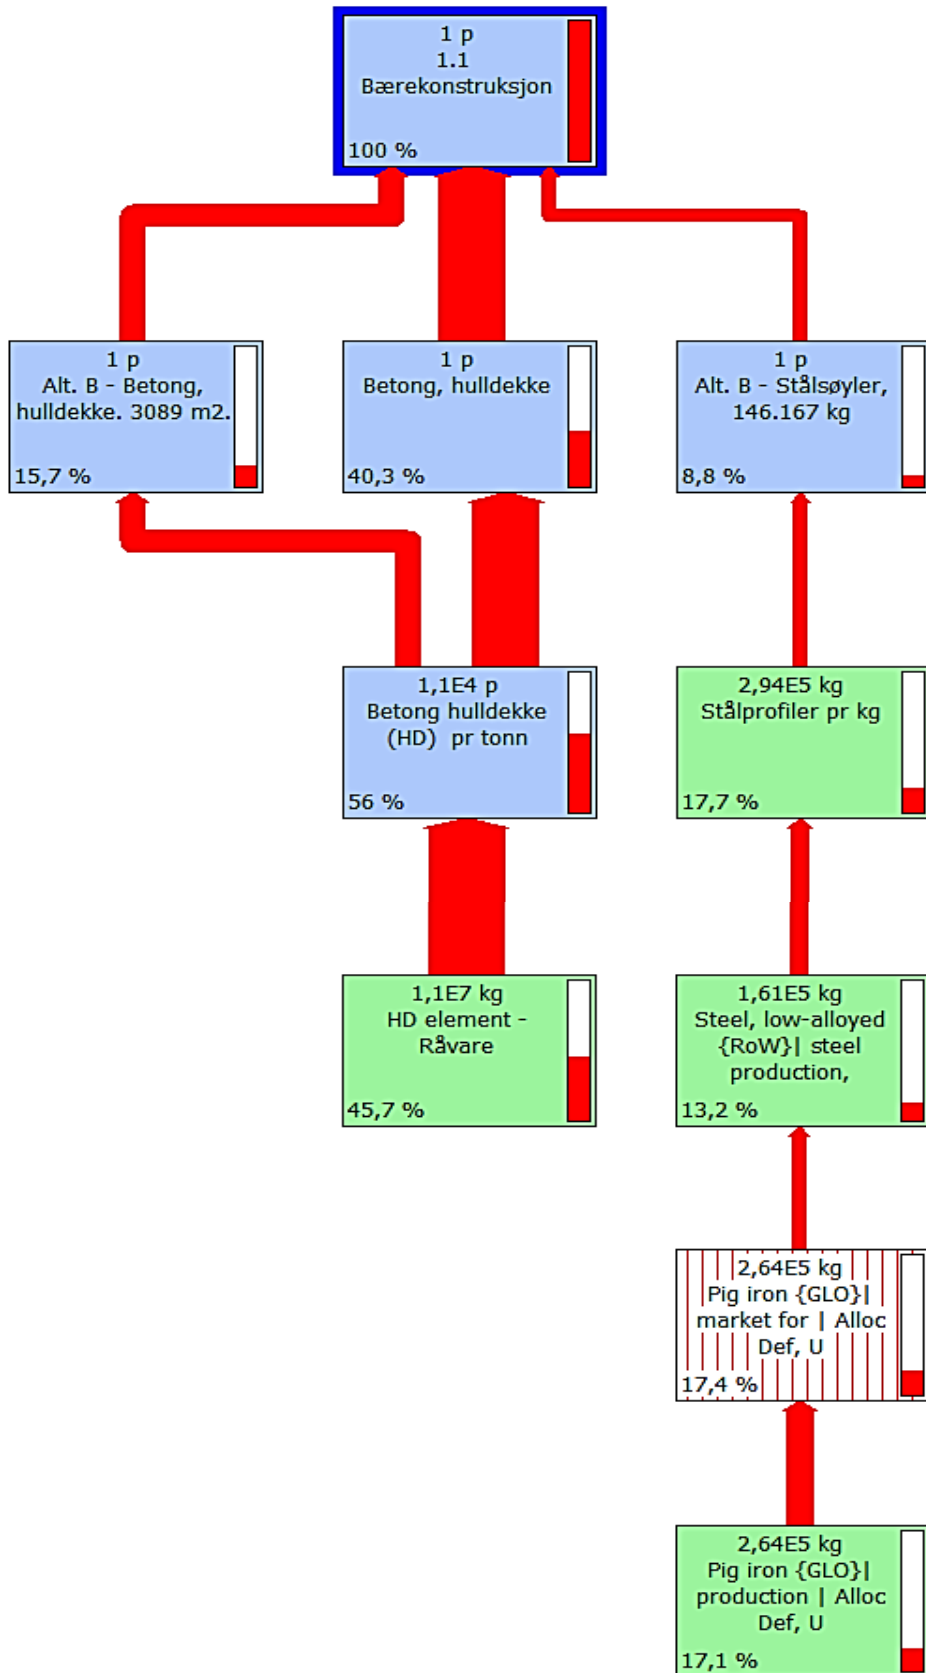 1 p
1.1
Bærekonstruksjon
100 %
1 p
Alt. B - Betong,
hulldekke. 3089 m2.
15,7 %
1 p
Betong, hulldekke
40,3 %
1 p
Alt. B - Stålsøyler,
146.167 kg
8,8 %
1,1E4 p
Betong hulldekke
(HD) pr tonn
56 %
2,94E5 kg
Stålprofiler pr kg
17,7 %
1,1E7 kg
HD element -
Råvare
45,7 %
1,61E5 kg
Steel, low-alloyed
{RoW}| steel
production,
13,2 %
2,64E5 kg
Pig iron {GLO}|
market for | Alloc
Def, U
17,4 %
2,64E5 kg
Pig iron {GLO}|
production | Alloc
Def, U
17,1 %